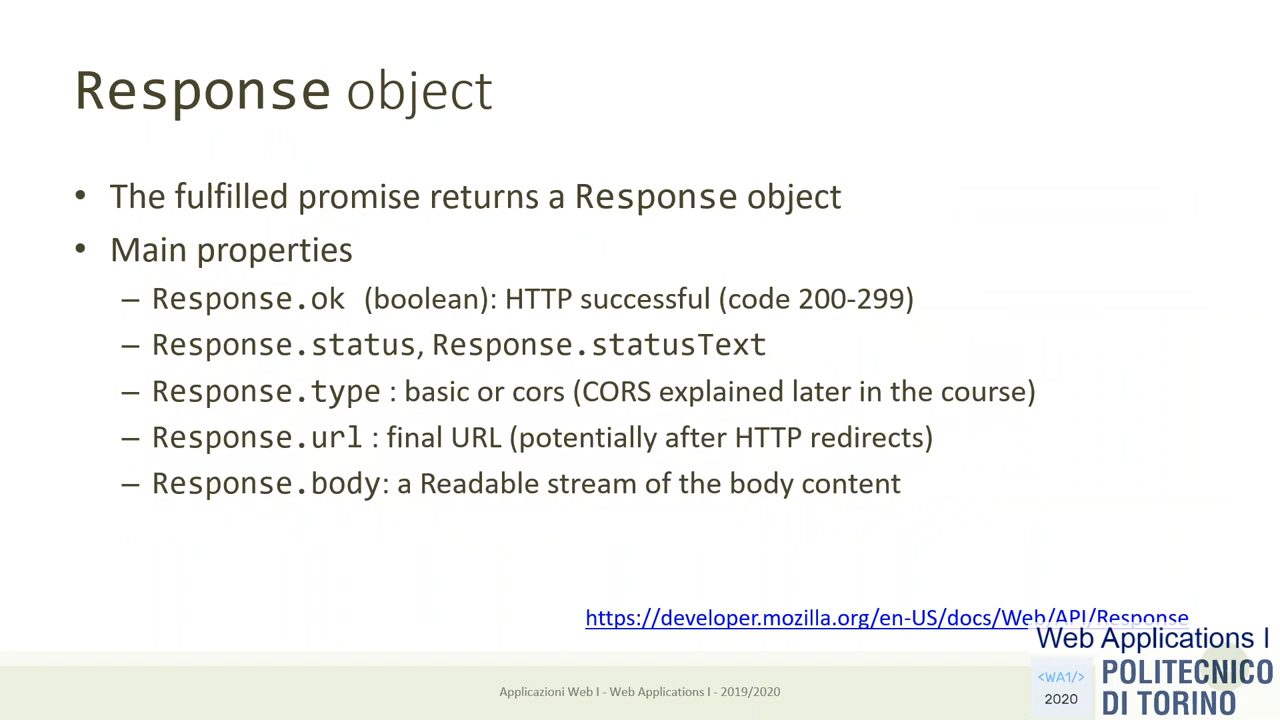 Response object
• The fulfilled promise returns a Response object
• Main properties
– Response.ok (boolean): HTTP successful (code 200-299)
– Response.status, Response.statusText
– Response.type : basic or cors (CORS explained later in the course)
– Response.url : final URL (potentially after HTTP redirects)
– Response.body: a Readable stream of the body content
https://developer.mozilla.org/en-US/docs/Web/API/Response
Web Applications I
Applicazioni Web I - Web Applications I - 2019/2020
<WA1/>
2020
POLITECNICO
DI TORINO